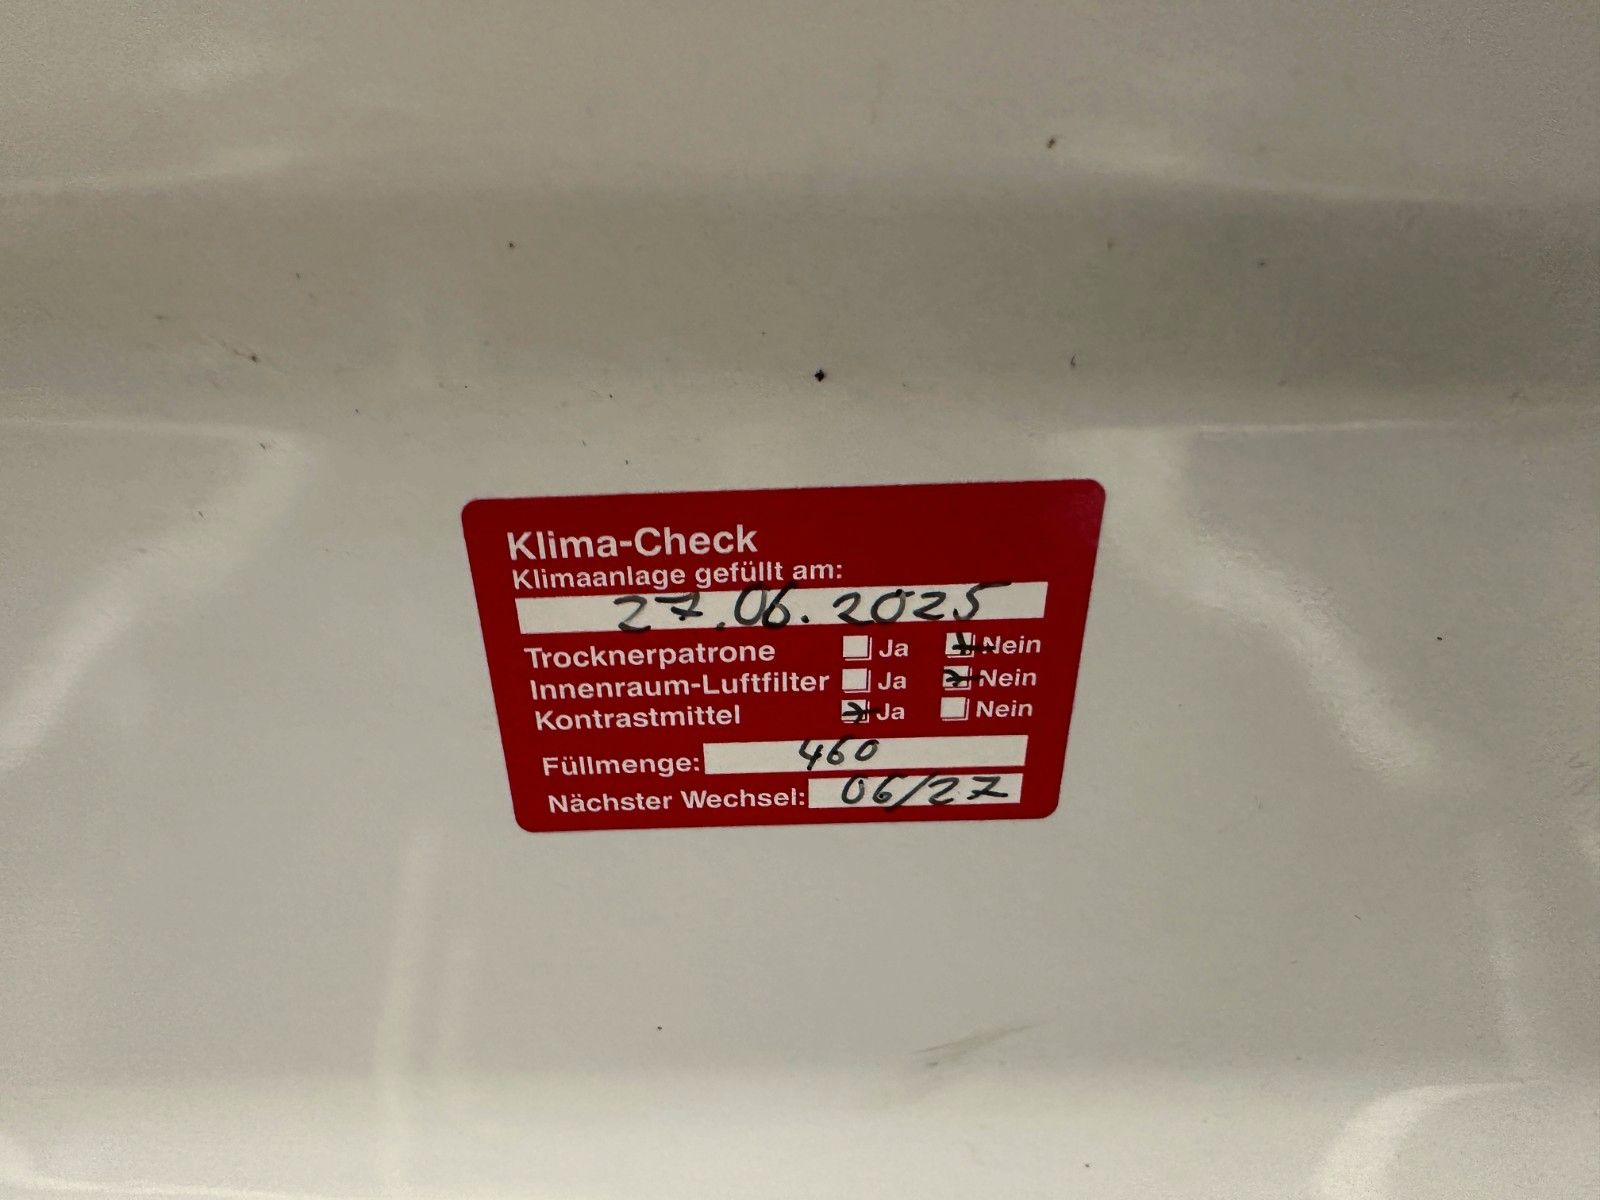 Klima-Check
Klimaanlage gefüllt am:
27.06.2025
Trocknerpatrone Ja Nein
Innenraum-Luftfilter Ja Nein
Kontrastmittel Ja Nein
Füllmenge: 460
Nächster Wechsel: 06/27